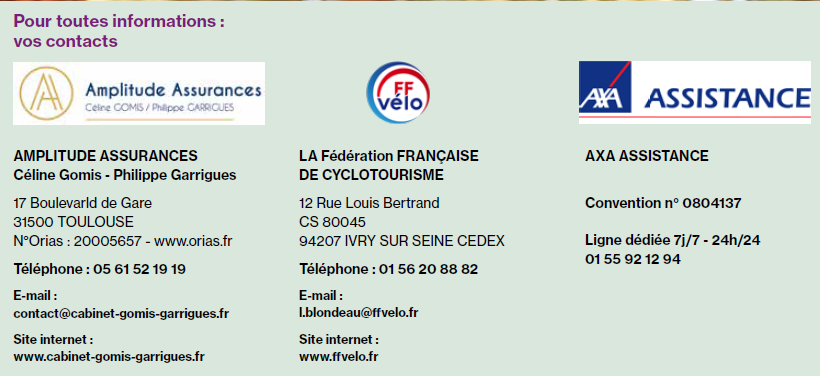 Pour toutes informations :
vos contacts
Amplitude Assurances
Céline GOMIS / Philippe GARRIGUES
AMPLITUDE ASSURANCES
Céline Gomis - Philippe Garrigues
17 Boulevarld de Gare
31500 TOULOUSE
N°Orias : 20005657 - www.orias.fr
Téléphone : 05 61 52 19 19
E-mail :
contact@cabinet-gomis-garrigues.fr
Site internet :
www.cabinet-gomis-garrigues.fr
FF
vélo
LA Fédération FRANÇAISE
DE CYCLOTOURISME
12 Rue Louis Bertrand
CS 80045
94207 IVRY SUR SEINE CEDEX
Téléphone : 01 56 20 88 82
E-mail :
l.blondeau@ffvelo.fr
Site internet :
www.ffvelo.fr
AXA ASSISTANCE
AXA ASSISTANCE
Convention n° 0804137
Ligne dédiée 7j/7 - 24h/24
01 55 92 12 94